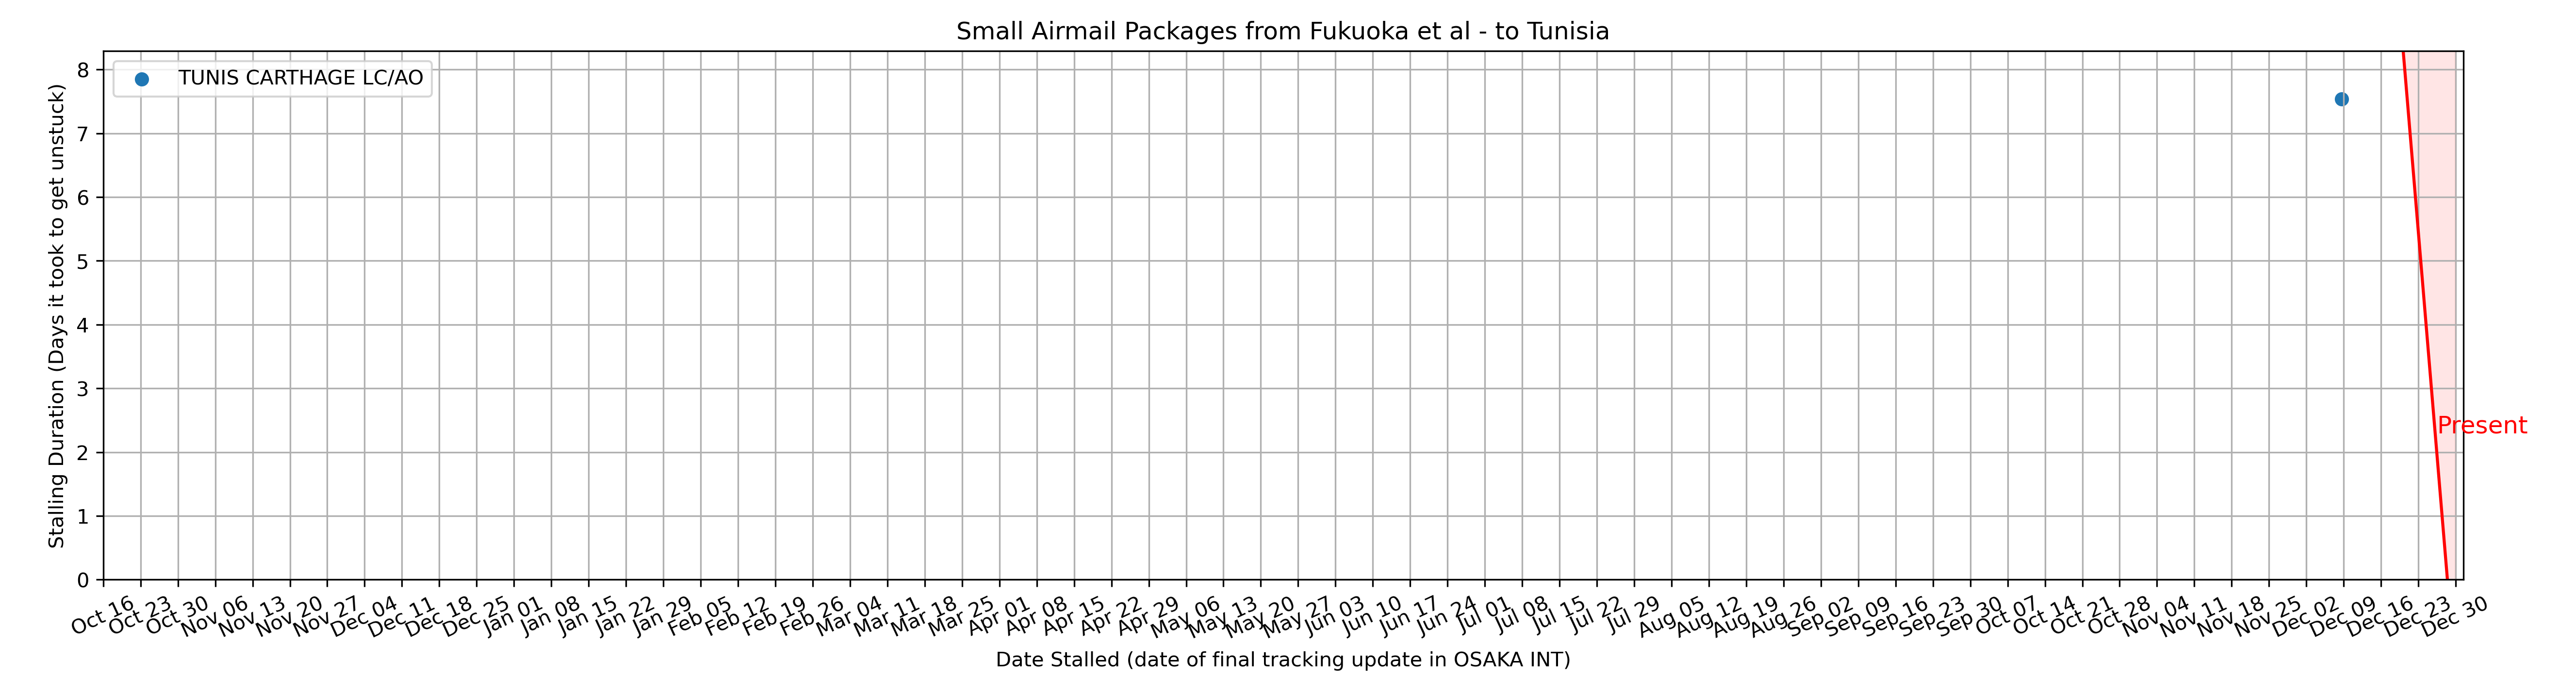 Small Airmail Packages from Fukuoka et al - to Tunisia
TUNIS CARTHAGE LC/AO
Stalling Duration (Days it took to get unstuck)
8
7
6
5
4
3
2
1
0
Present
Oct 16
Oct 23
Oct 30
Nov 06
Nov 13
Nov 20
Nov 27
Dec 04
Dec 11
Dec 18
Dec 25
Jan 01
Jan 08
Jan 15
Jan 22
Jan 29
Feb 05
Feb 12
Feb 19
Feb 26
Mar 04
Mar 11
Mar 18
Mar 25
Apr 01
Apr 08
Apr 15
Apr 22
Apr 29
May 06
May 13
May 20
May 27
Jun 03
Jun 10
Jun 17
Jun 24
Jul 01
Jul 08
Jul 15
Jul 22
Jul 29
Aug 05
Aug 12
Aug 19
Aug 26
Sep 02
Sep 09
Sep 16
Sep 23
Sep 30
Oct 07
Oct 14
Oct 21
Oct 28
Nov 04
Nov 11
Nov 18
Nov 25
Dec 02
Dec 09
Dec 16
Dec 23
Dec 30
Date Stalled (date of final tracking update in OSAKA INT)